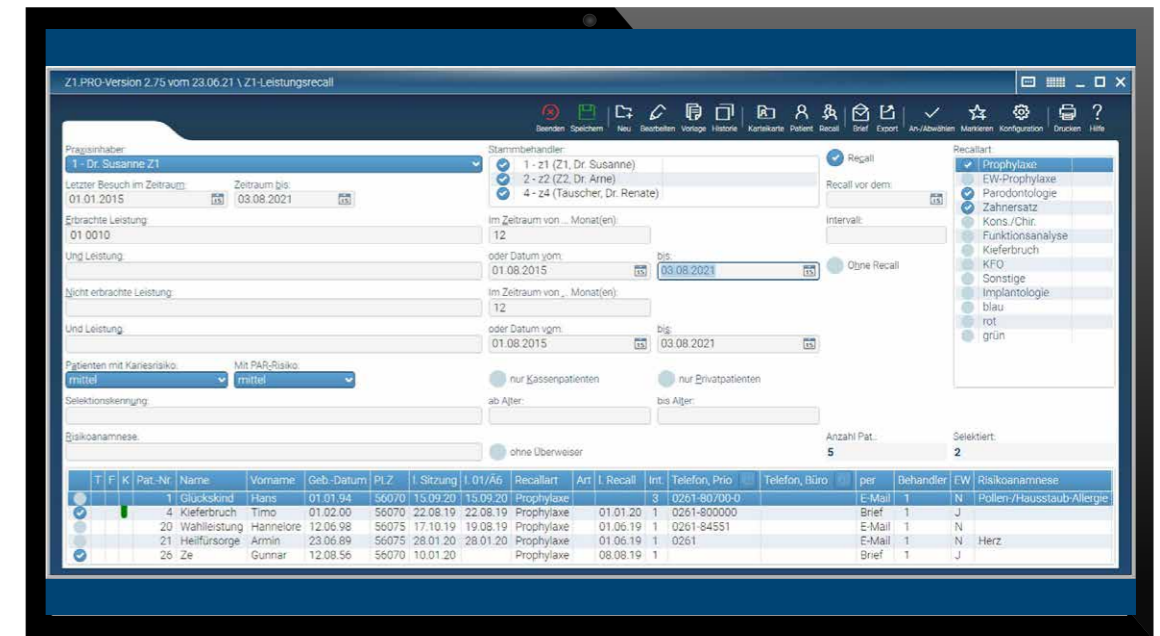 Z1.PRO-Version 2.75 vom 23.06.21 \ Z1-Leistungsrecall
Beenden Speichern Neu Bearbeiten Vorlage Historie Karteikarte Patient Recall Brief Export An-/Abwählen Markieren Konfiguration Drucken Hilfe
Praxisinhaber: Stammbehandler: Recallart:
1 - Dr. Susanne Z1 1 - z1 (Z1, Dr. Susanne) Recall Prophylaxe
2 - z2 (Z2, Dr. Arne) EW-Prophylaxe
Letzter Besuch im Zeitraum: Zeitraum bis: Recall vor dem:
01.01.2015 03.08.2021 4 - z4 (Tauscher, Dr. Renate) Parodontologie
Zahnersatz
Erbrachte Leistung: Im Zeitraum von ... Monat(en): Intervall: Kons./Chir.
01 0010 12 Funktionsanalyse
Und Leistung: oder Datum vom: bis: Kieferbruch
01.08.2015 03.08.2021 Ohne Recall KFO
Sonstige
Nicht erbrachte Leistung: Im Zeitraum von ... Monat(en): Implantologie
12 blau
Und Leistung: oder Datum vom: bis: rot
01.08.2015 03.08.2021 grün
Patienten mit Kariesrisiko: Mit PAR-Risiko:
mittel mittel nur Kassenpatienten nur Privatpatienten
Selektionskennung: ab Alter: bis Alter:
Risikoanamnese: Anzahl Pat.: Selektiert:
ohne Überweiser 5 2
T F K Pat.-Nr. Name Vorname Geb.-Datum PLZ l. Sitzung l. 01/Ä6 Recallart Art l. Recall Int. Telefon, Prio Telefon, Büro per Behandler EW Risikoanamnese
1 Glückskind Hans 01.01.94 56070 15.09.20 15.09.20 Prophylaxe 3 0261-80700-0 E-Mail 1 N Pollen-/Hausstaub-Allergie
4 Kieferbruch Timo 01.02.00 56070 22.08.19 22.08.19 Prophylaxe 01.01.20 1 0261-800000 Brief 1 J
20 Wahlleistung Hannelore 12.06.98 56075 17.10.19 19.08.19 Prophylaxe 01.06.19 1 0261-84551 E-Mail 1 N
21 Heilfürsorge Armin 23.06.89 56075 28.01.20 28.01.20 Prophylaxe 01.06.19 1 0261 E-Mail 1 N Herz
26 Ze Gunnar 12.08.56 56070 10.01.20 Prophylaxe 08.08.19 1 Brief 1 J